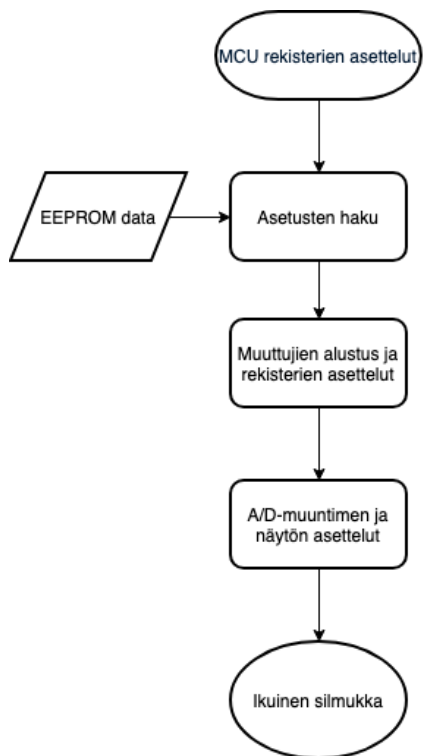 MCU rekisterien asettelut
EEPROM data
Asetusten haku
Muuttujien alustus ja
rekisterien asettelut
A/D-muuntimen ja
näytön asettelut
Ikuinen silmukka